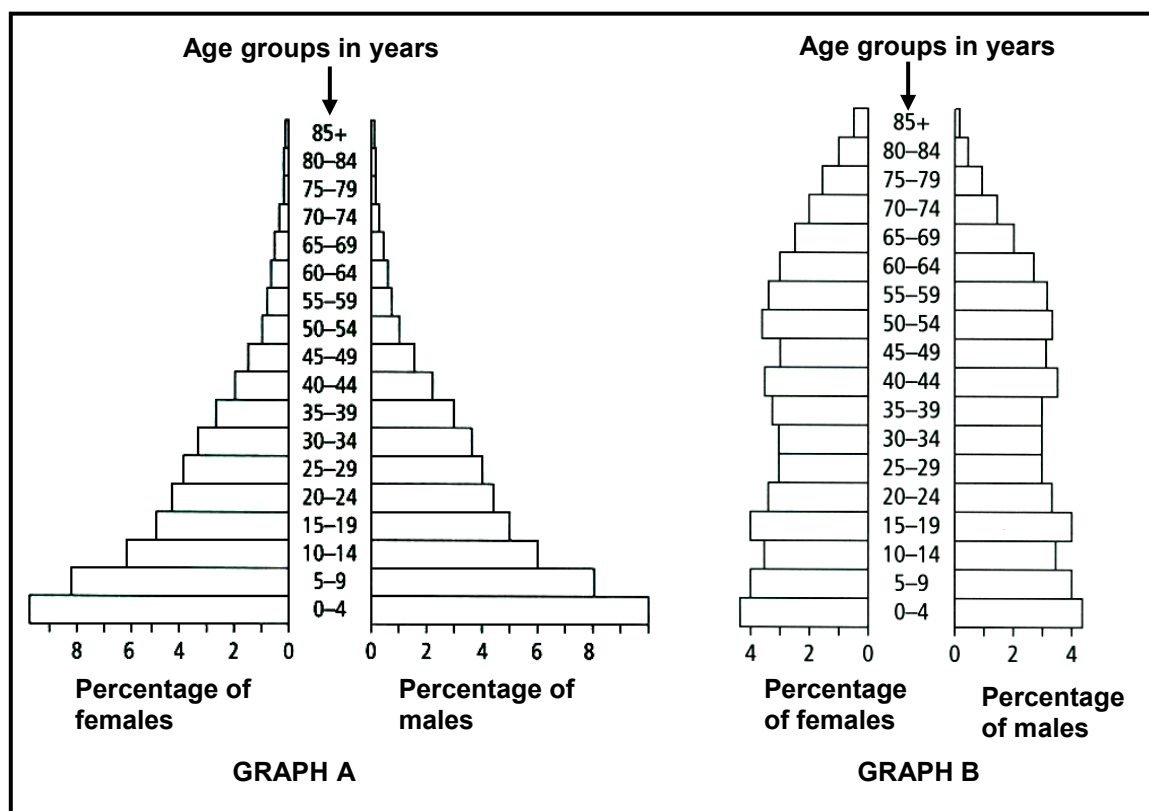 Age groups in years
85+
80–84
75–79
70–74
65–69
60–64
55–59
50–54
45–49
40–44
35–39
30–34
25–29
20–24
15–19
10–14
5–9
0–4
8 6 4 2 0 0 2 4 6 8
Percentage of
females
Percentage of
males
GRAPH A
Age groups in years
85+
80–84
75–79
70–74
65–69
60–64
55–59
50–54
45–49
40–44
35–39
30–34
25–29
20–24
15–19
10–14
5–9
0–4
4 2 0 0 2 4
Percentage
of females
Percentage
of males
GRAPH B